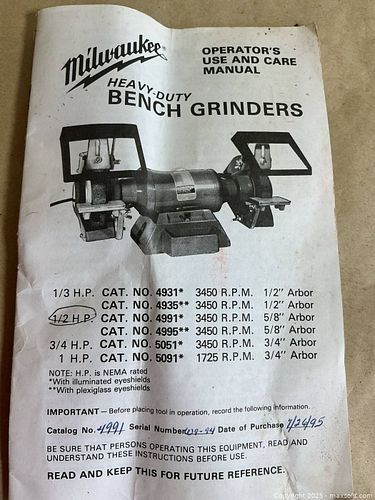 Milwaukee
OPERATOR'S
USE AND CARE
MANUAL
HEAVY-DUTY
BENCH GRINDERS
1/3 H.P. CAT. NO. 4931* 3450 R.P.M. 1/2" Arbor
CAT. NO. 4935** 3450 R.P.M. 1/2" Arbor
1/2 H.P. CAT. NO. 4991* 3450 R.P.M. 5/8" Arbor
CAT. NO. 4995** 3450 R.P.M. 5/8" Arbor
3/4 H.P. CAT. NO. 5051* 3450 R.P.M. 3/4" Arbor
1 H.P. CAT. NO. 5091* 1725 R.P.M. 3/4" Arbor
NOTE: H.P. is NEMA rated
*With illuminated eyeshields
**With plexiglass eyeshields
IMPORTANT — Before placing tool in operation, record the following information.
Catalog No. 4991 Serial Number Date of Purchase 7/26/95
BE SURE THAT PERSONS OPERATING THIS EQUIPMENT, READ AND
UNDERSTAND THESE INSTRUCTIONS BEFORE USE.
READ AND KEEP THIS FOR FUTURE REFERENCE.
© Copyright 2025 - maxsold.com